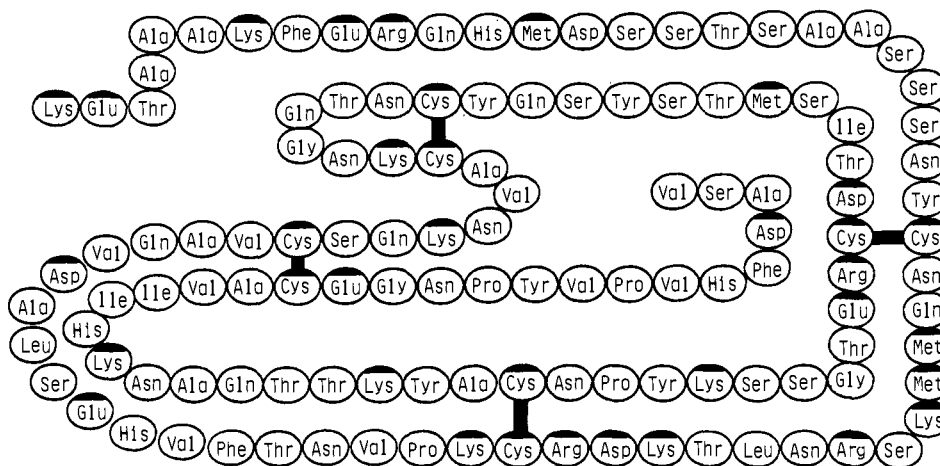 Ala Ala Lys Phe Glu Arg Gln His Met Asp Ser Ser Thr Ser Ala Ala
Ser
Ala
Ser
Lys Glu Thr
Gln Thr Asn Cys Tyr Gln Ser Tyr Ser Thr Met Ser
Ile Ser
Gly Asn Lys Cys Ala
Thr Asn
Val
Val Ser Ala
Asp Tyr
Asn
Val Gln Ala Val Cys Ser Gln Lys
Asp
Cys Cys
Asp
Phe
Arg Asn
Ala Ile Ile Val Ala Cys Glu Gly Asn Pro Tyr Val Pro Val His
Glu Gln
His
Leu
Thr Met
Lys
Ser Asn Ala Gln Thr Thr Lys Tyr Ala Cys Asn Pro Tyr Lys Ser Ser Gly
Met
Glu
Lys
His Val Phe Thr Asn Val Pro Lys Cys Arg Asp Lys Thr Leu Asn Arg Ser